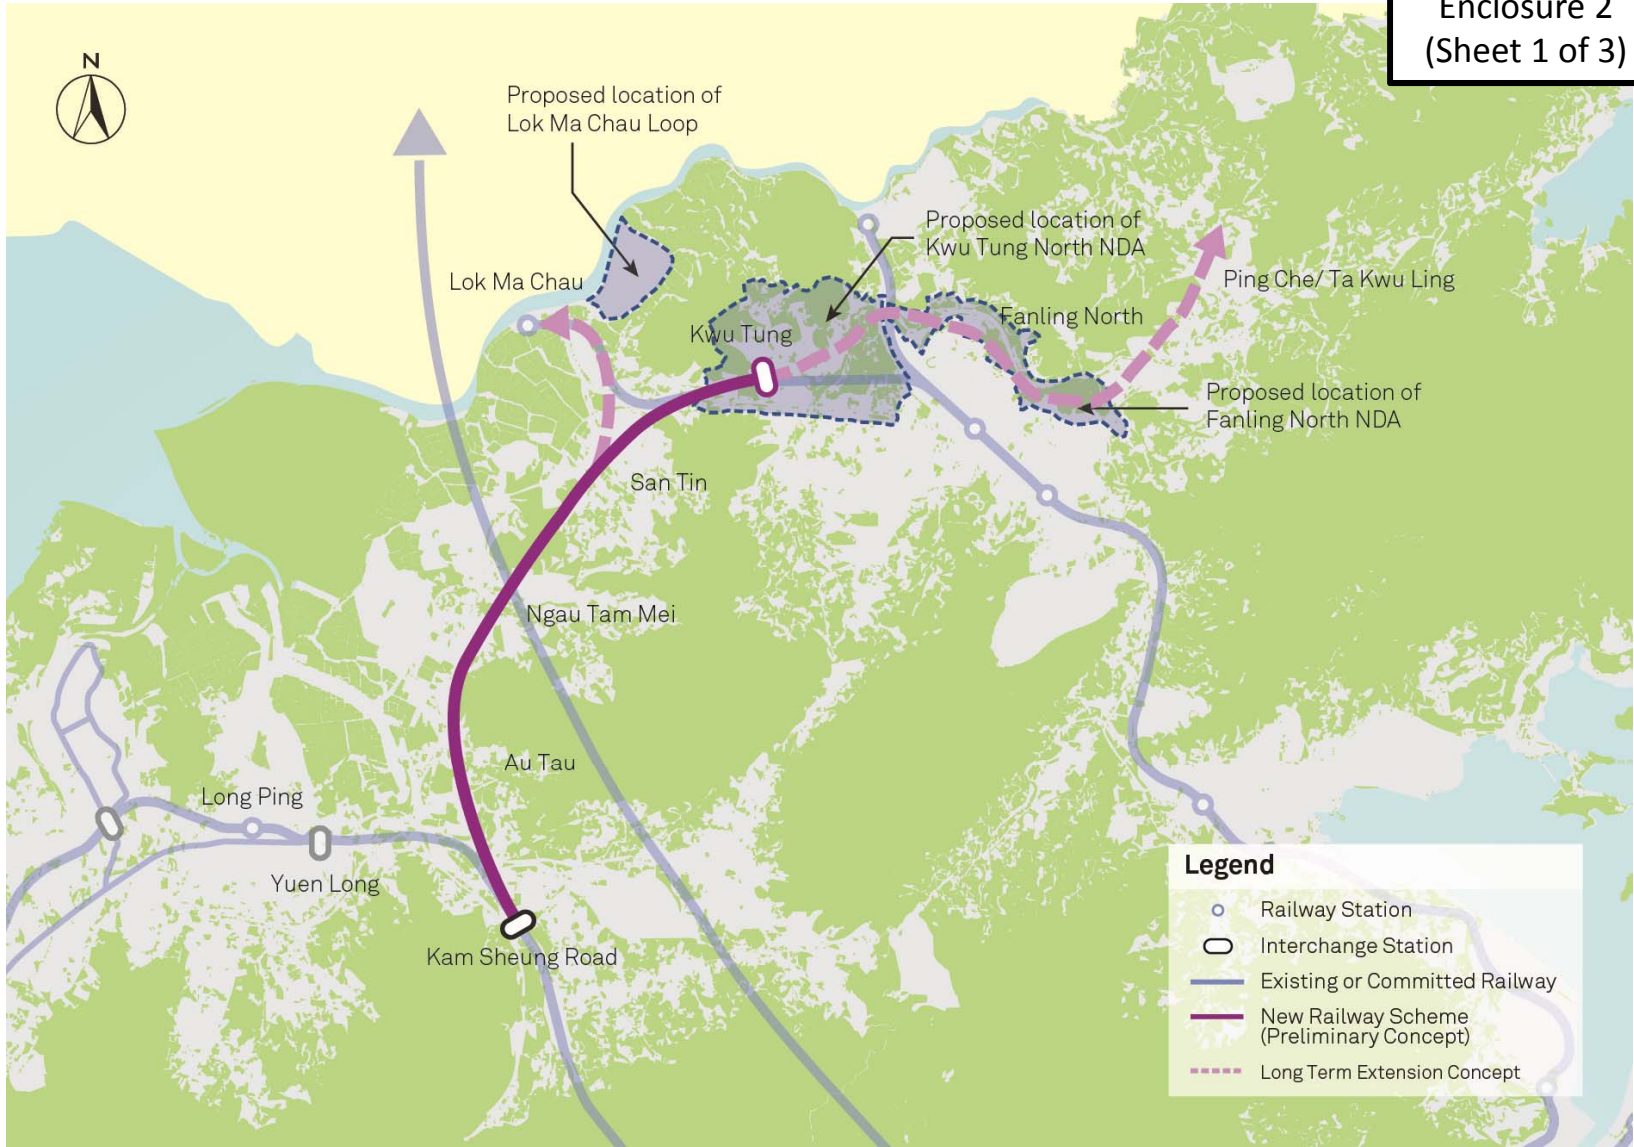 Enclosure 2
(Sheet 1 of 3)
N
Proposed location of
Lok Ma Chau Loop
Proposed location of
Kwu Tung North NDA
Lok Ma Chau
Ping Che/ Ta Kwu Ling
Fanling North
Kwu Tung
Proposed location of
Fanling North NDA
San Tin
Ngau Tam Mei
Au Tau
Long Ping
Yuen Long
Kam Sheung Road
Legend
Railway Station
Interchange Station
Existing or Committed Railway
New Railway Scheme
(Preliminary Concept)
Long Term Extension Concept